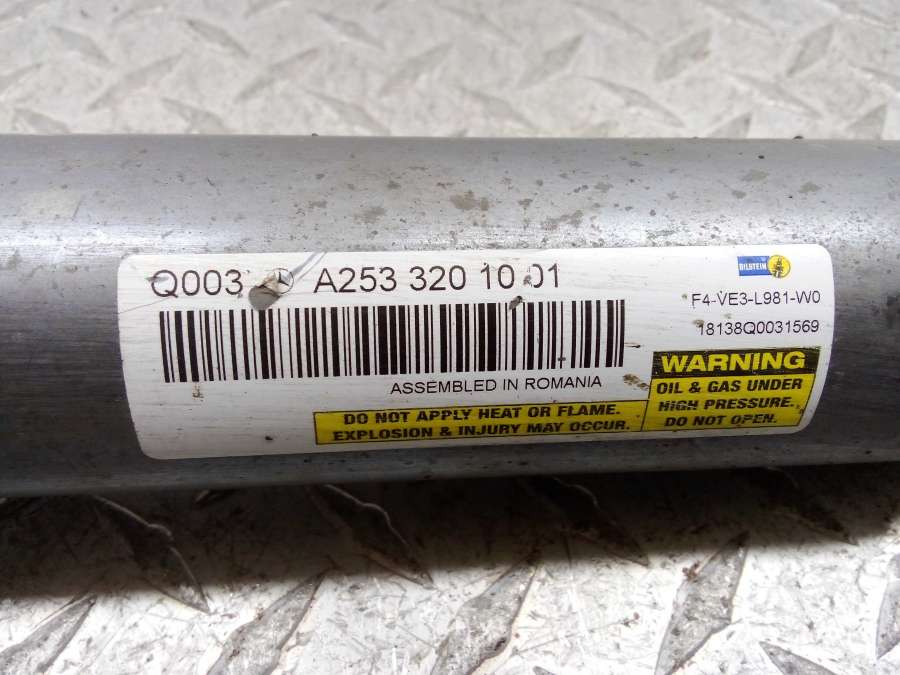 Q003 A253 320 10 01
BILSTEIN
F4-VE3-L981-W0
18138Q0031569
ASSEMBLED IN ROMANIA
WARNING
OIL & GAS UNDER
HIGH PRESSURE.
DO NOT OPEN.
DO NOT APPLY HEAT OR FLAME.
EXPLOSION & INJURY MAY OCCUR.